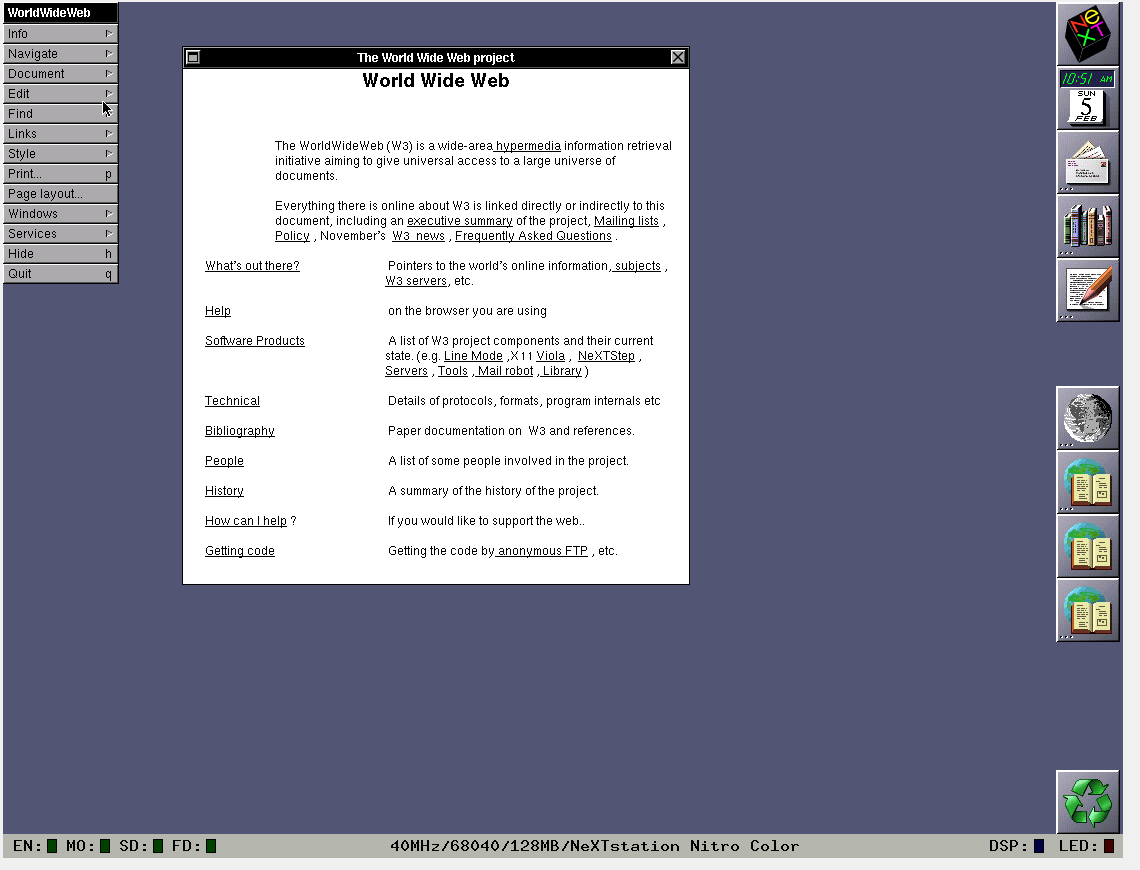 WorldWideWeb
Info
Navigate
Document
Edit
Find
Links
Style
Print... p
Page layout...
Windows
Services
Hide h
Quit q
The World Wide Web project
World Wide Web
The WorldWideWeb (W3) is a wide-area hypermedia information retrieval
initiative aiming to give universal access to a large universe of
documents.
Everything there is online about W3 is linked directly or indirectly to this
document, including an executive summary of the project, Mailing lists ,
Policy , November's W3 news , Frequently Asked Questions .
What's out there? Pointers to the world's online information, subjects ,
W3 servers, etc.
Help on the browser you are using
Software Products A list of W3 project components and their current
state. (e.g. Line Mode ,X11 Viola , NeXTStep ,
Servers , Tools , Mail robot , Library )
Technical Details of protocols, formats, program internals etc
Bibliography Paper documentation on W3 and references.
People A list of some people involved in the project.
History A summary of the history of the project.
How can I help ? If you would like to support the web..
Getting code Getting the code by anonymous FTP , etc.
NeXT
10:51 AM
SUN
5
FEB
EN: MO: SD: FD: 40MHz/68040/128MB/NeXTstation Nitro Color DSP: LED: